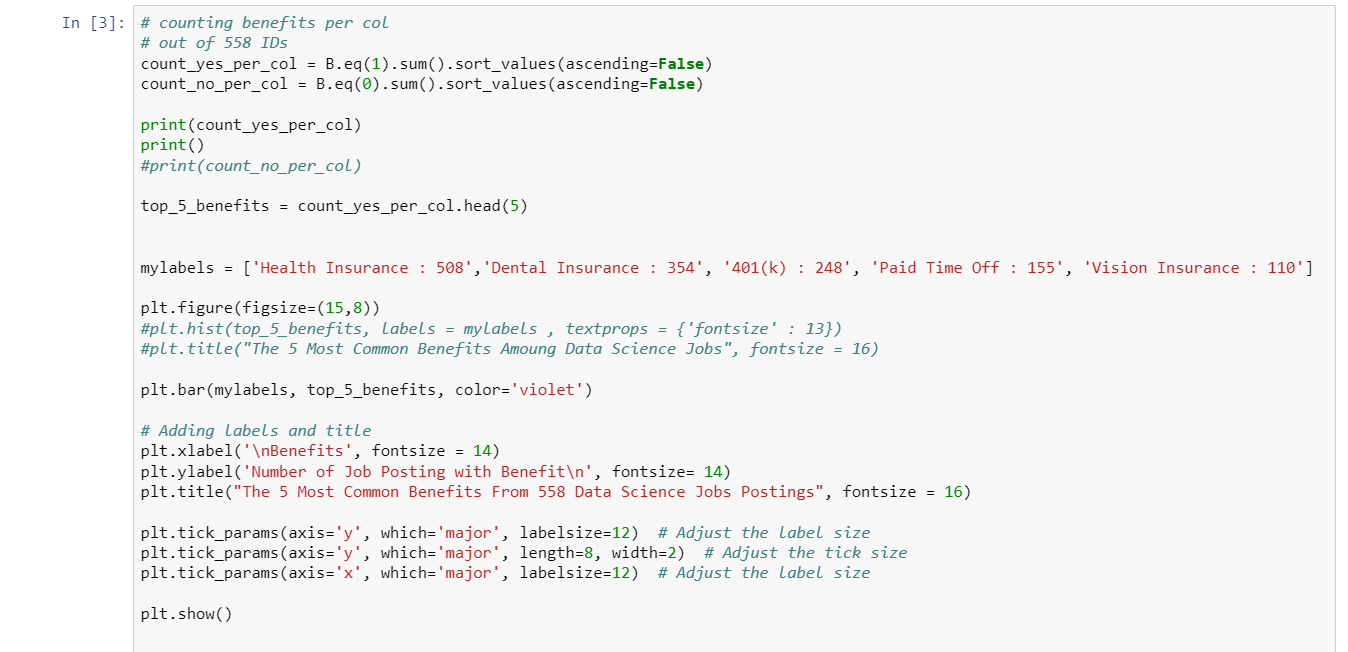 In [3]: # counting benefits per col
# out of 558 IDs
count_yes_per_col = B.eq(1).sum().sort_values(ascending=False)
count_no_per_col = B.eq(0).sum().sort_values(ascending=False)
print(count_yes_per_col)
print()
#print(count_no_per_col)
top_5_benefits = count_yes_per_col.head(5)
mylabels = ['Health Insurance : 508','Dental Insurance : 354', '401(k) : 248', 'Paid Time Off : 155', 'Vision Insurance : 110']
plt.figure(figsize=(15,8))
#plt.hist(top_5_benefits, labels = mylabels , textprops = {'fontsize' : 13})
#plt.title("The 5 Most Common Benefits Amoung Data Science Jobs", fontsize = 16)
plt.bar(mylabels, top_5_benefits, color='violet')
# Adding labels and title
plt.xlabel('\nBenefits', fontsize = 14)
plt.ylabel('Number of Job Posting with Benefit\n', fontsize= 14)
plt.title("The 5 Most Common Benefits From 558 Data Science Jobs Postings", fontsize = 16)
plt.tick_params(axis='y', which='major', labelsize=12)  # Adjust the label size
plt.tick_params(axis='y', which='major', length=8, width=2)  # Adjust the tick size
plt.tick_params(axis='x', which='major', labelsize=12)  # Adjust the label size
plt.show()